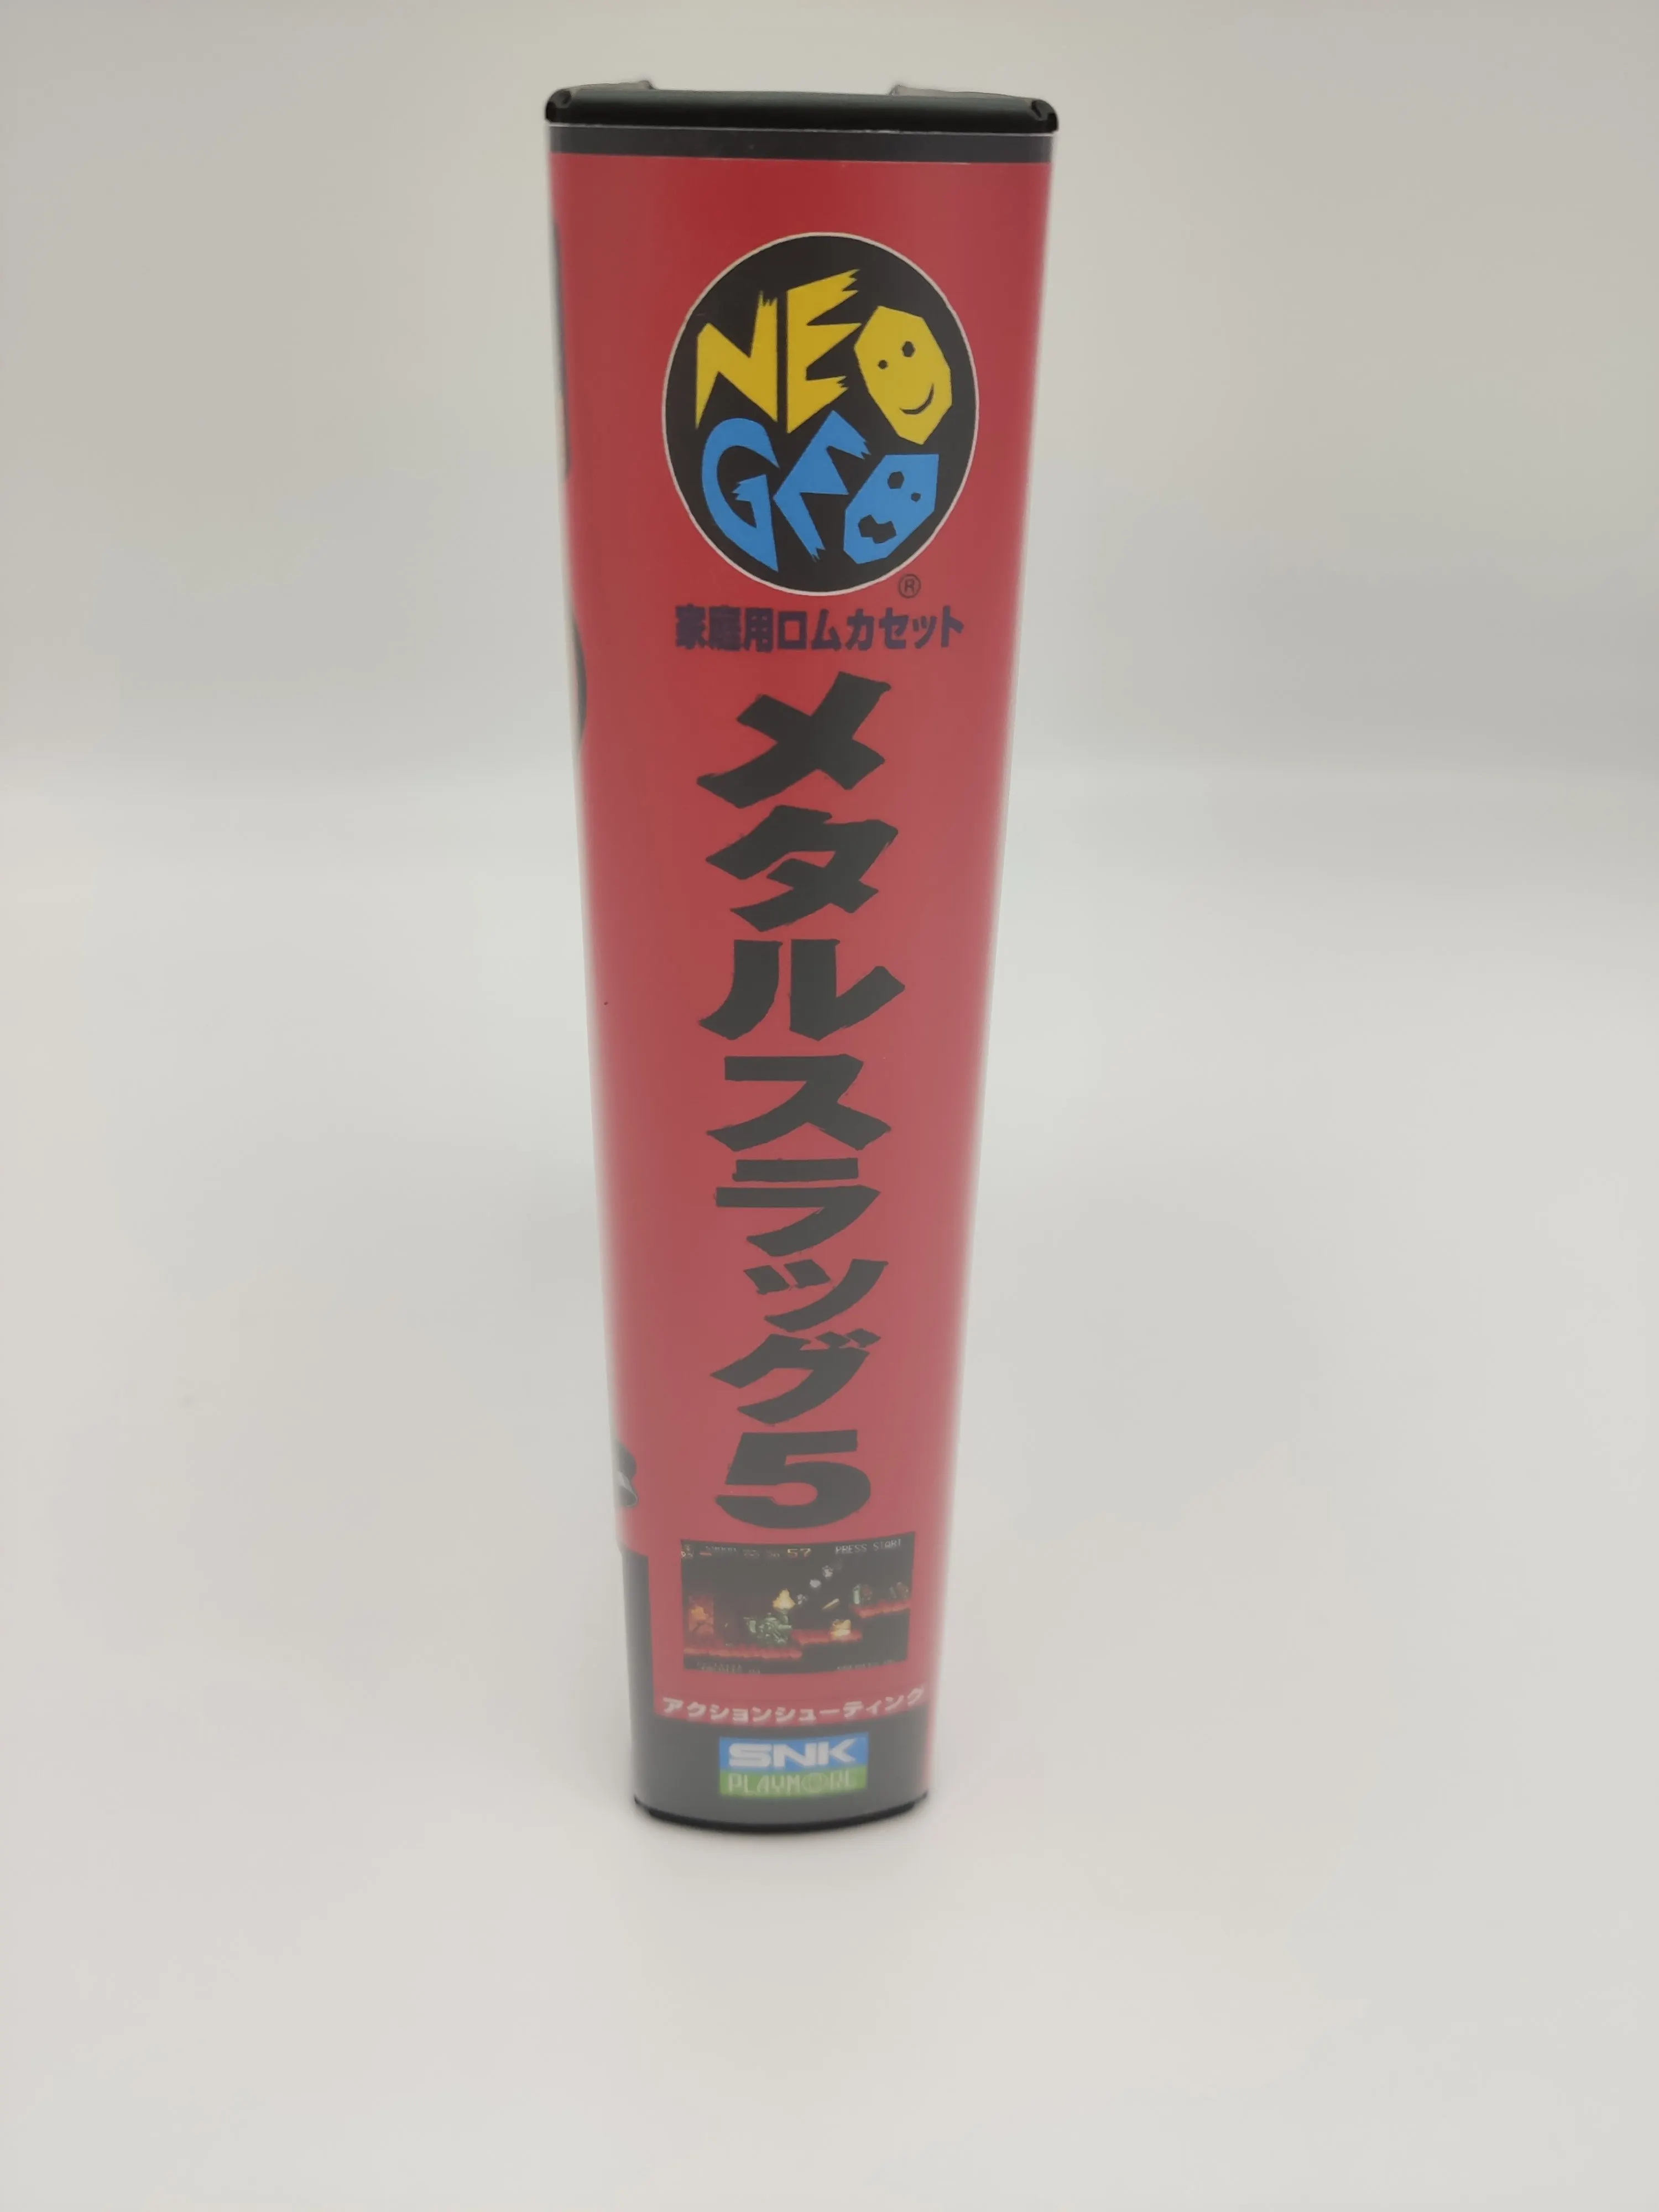 NEO
GEO
®
家庭用ロムカセット
メタルスラッグ5
57 PRESS START
アクションシューティング
SNK
PLAYMORE